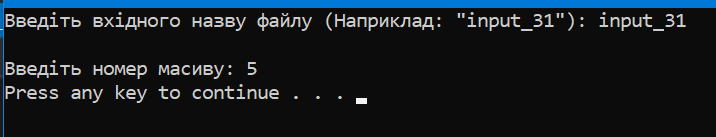 Введіть вхідного назву файлу (Наприклад: "input_31"): input_31
Введіть номер масиву: 5
Press any key to continue . . .